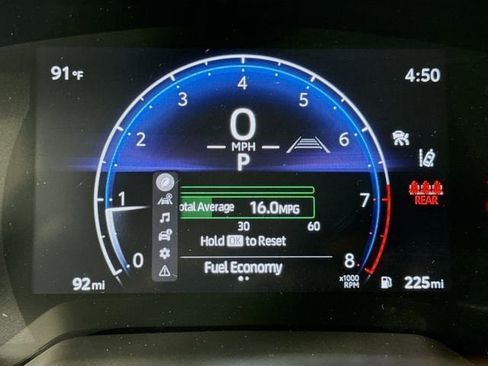 91°F
4:50
4
3
5
2
6
0
MPH
P
1
7
REAR
otal Average 16.0MPG
30 60
Hold OK to Reset
0
8
Fuel Economy
x1000
RPM
92mi
225mi